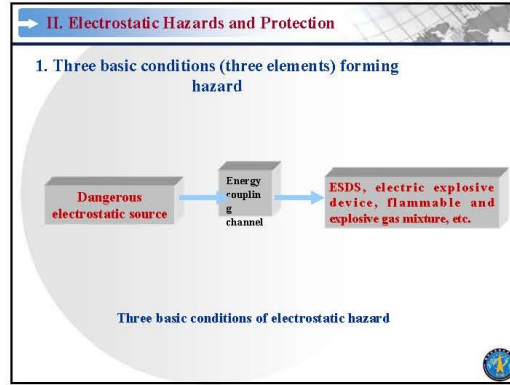 II. Electrostatic Hazards and Protection
1. Three basic conditions (three elements) forming
hazard
Dangerous
electrostatic source
Energy
couplin
g
channel
ESDS, electric explosive
device, flammable and
explosive gas mixture, etc.
Three basic conditions of electrostatic hazard